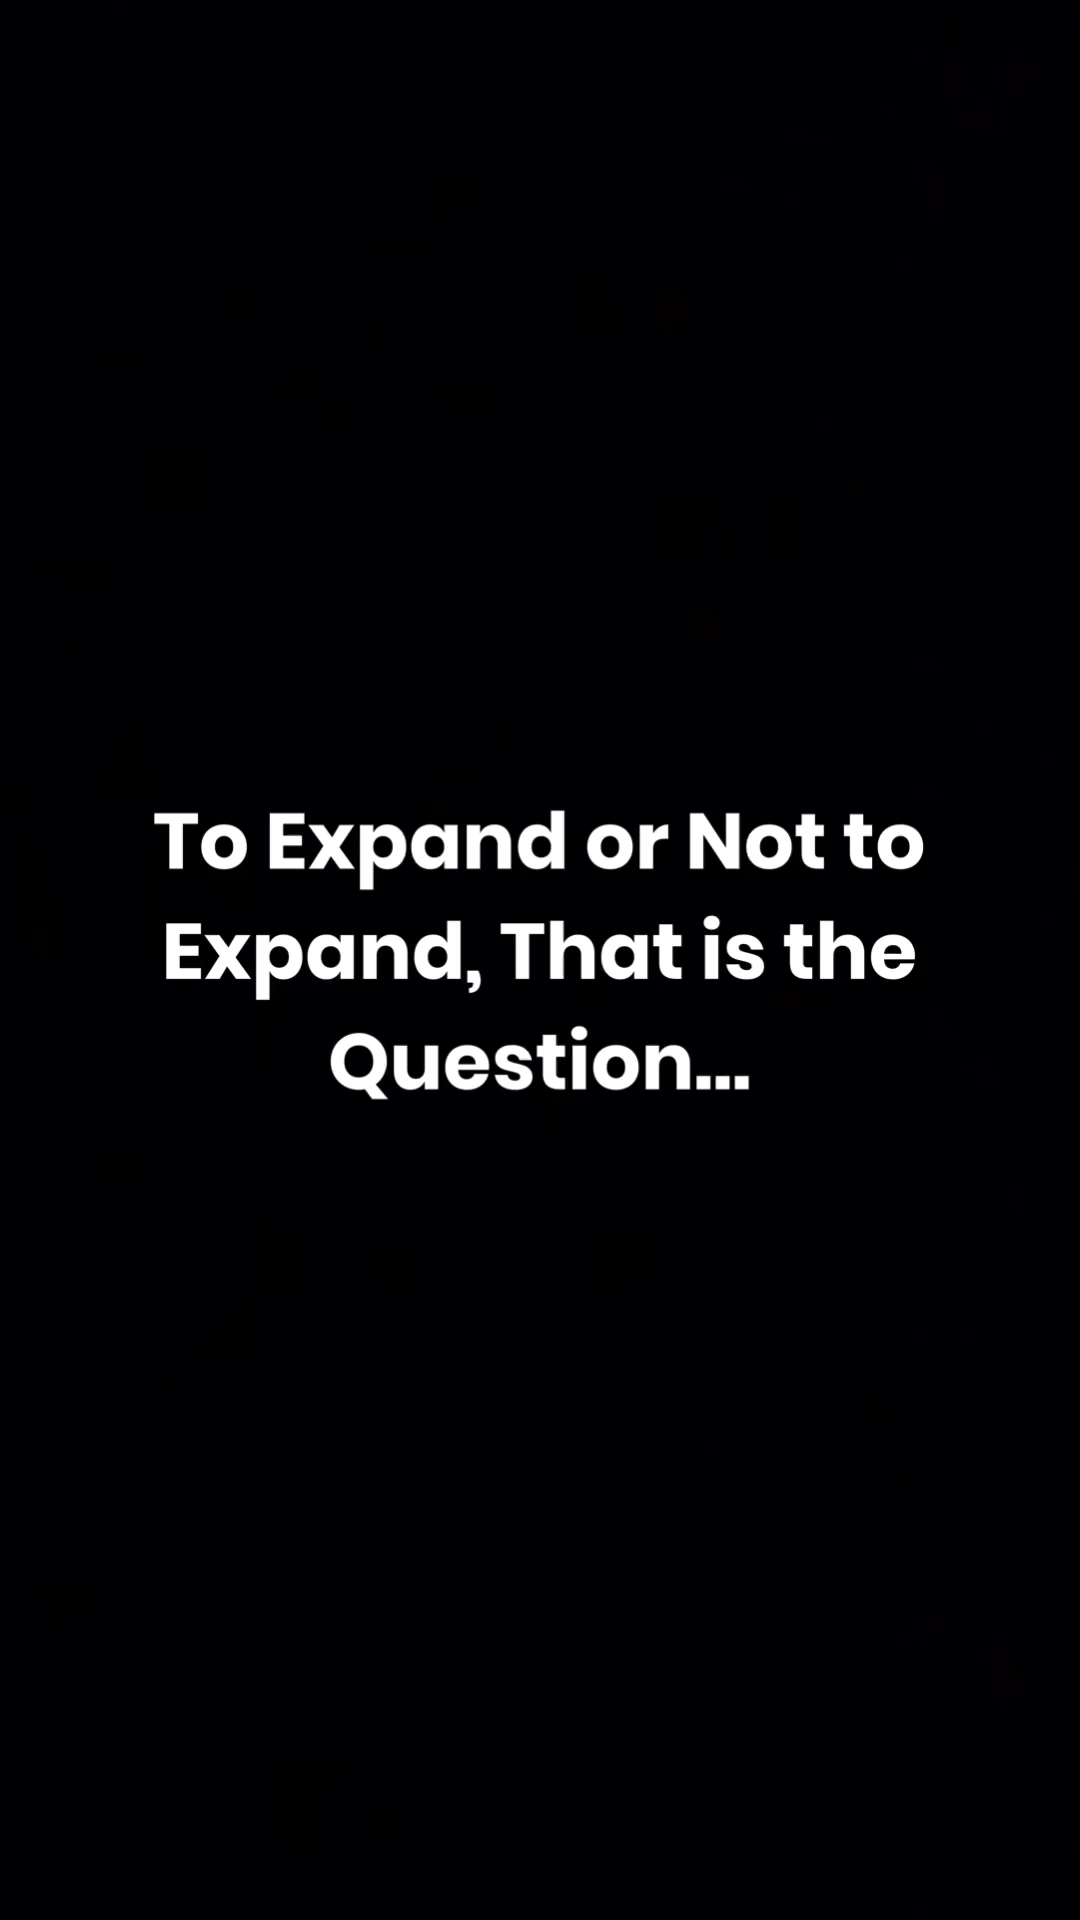 To Expand or Not to
Expand, That is the
Question...